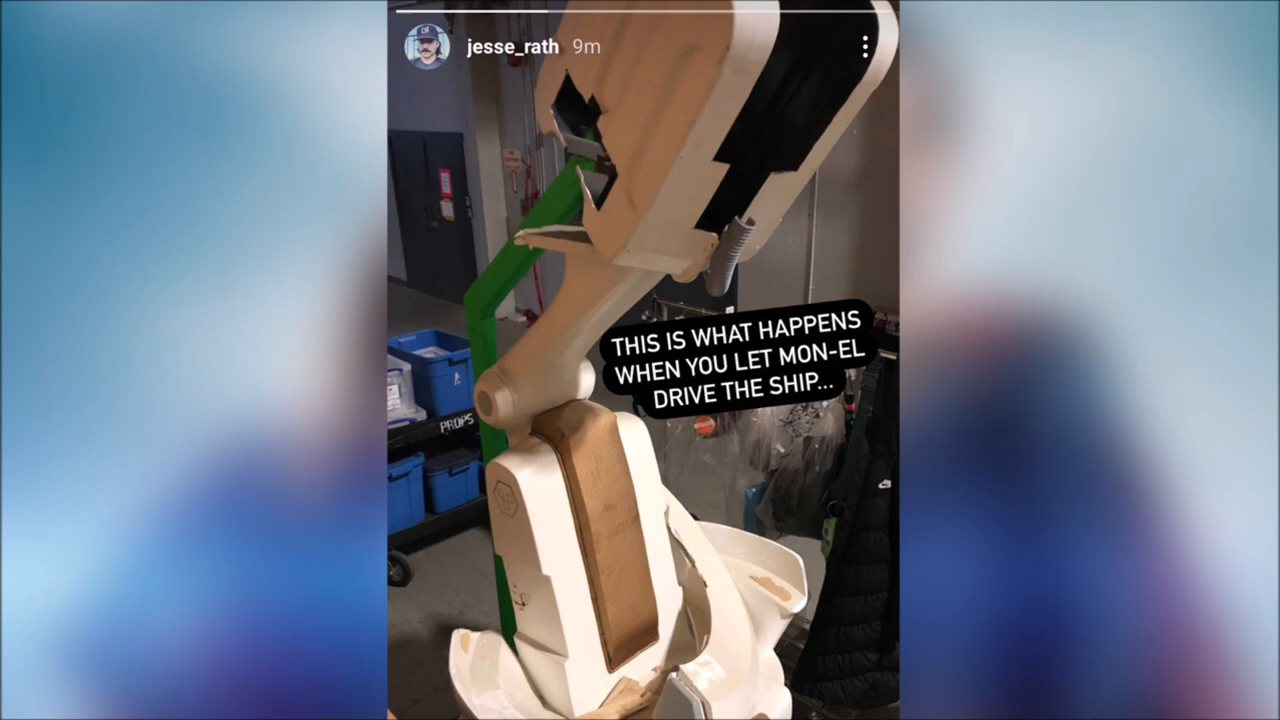 jesse_rath 9m
THIS IS WHAT HAPPENS
WHEN YOU LET MON-EL
DRIVE THE SHIP...
PROPS